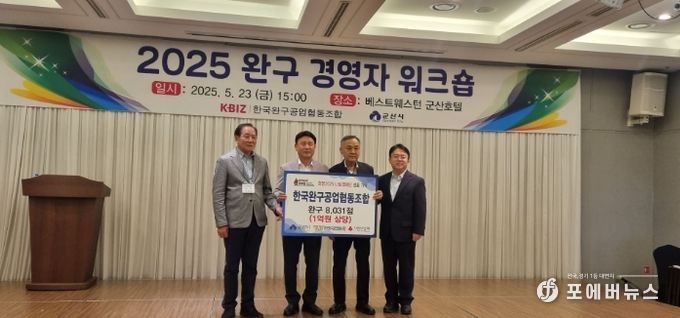 2025 완구 경영자 워크숍
일시 : 2025. 5. 23 (금) 15:00 장소 : 베스트웨스턴 군산호텔
K-BIZ 한국완구공업협동조합 군산시
한국완구공업협동조합
완구 8,031점
(1억원 상당)
포에버뉴스